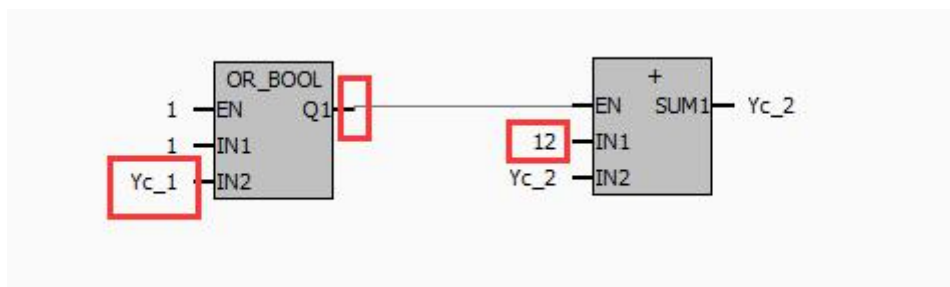 OR_BOOL
1 EN Q1
1 IN1
Yc_1 IN2
+
EN SUM1 Yc_2
12 IN1
Yc_2 IN2